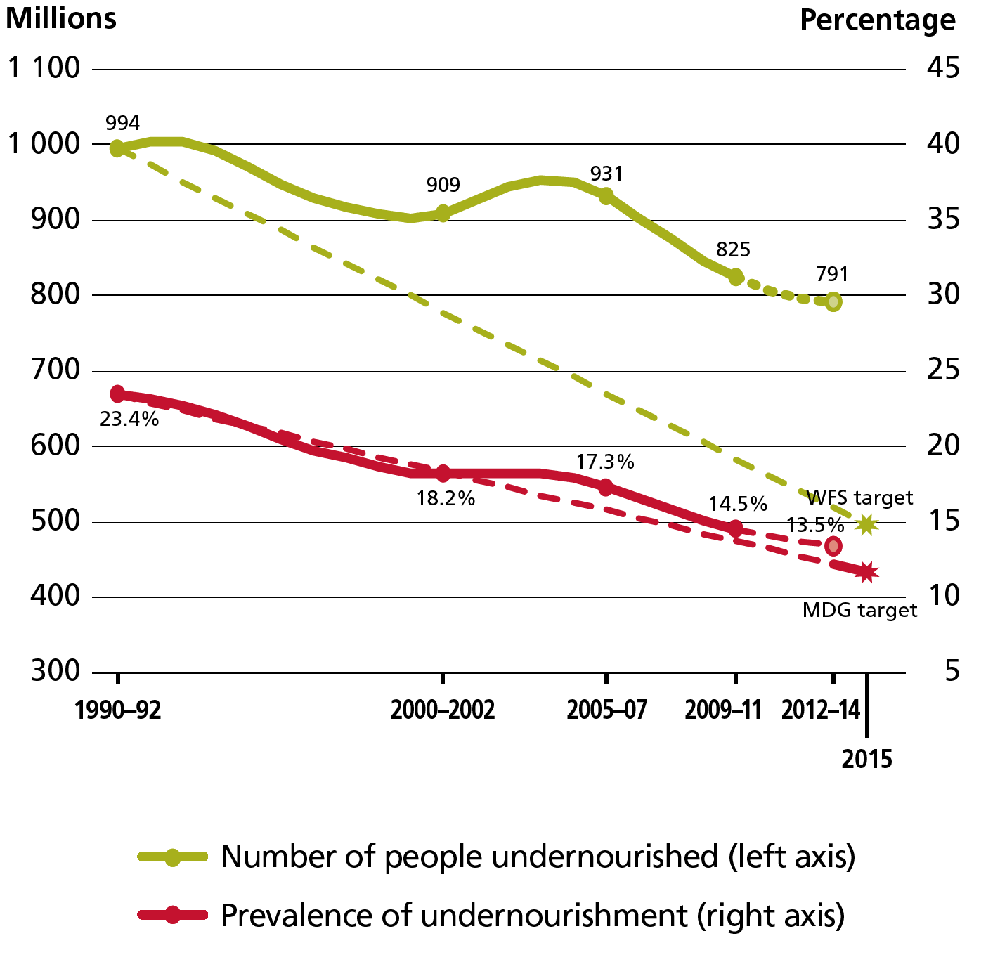 Millions Percentage
1 100 45
994
1 000 40
931
909
900 35
825
791
800 30
700 25
23.4%
600 20
17.3%
18.2% 14.5% WFS target
500 13.5% 15
400 10
MDG target
300 5
1990–92 2000–2002 2005–07 2009–11 2012–14
2015
Number of people undernourished (left axis)
Prevalence of undernourishment (right axis)